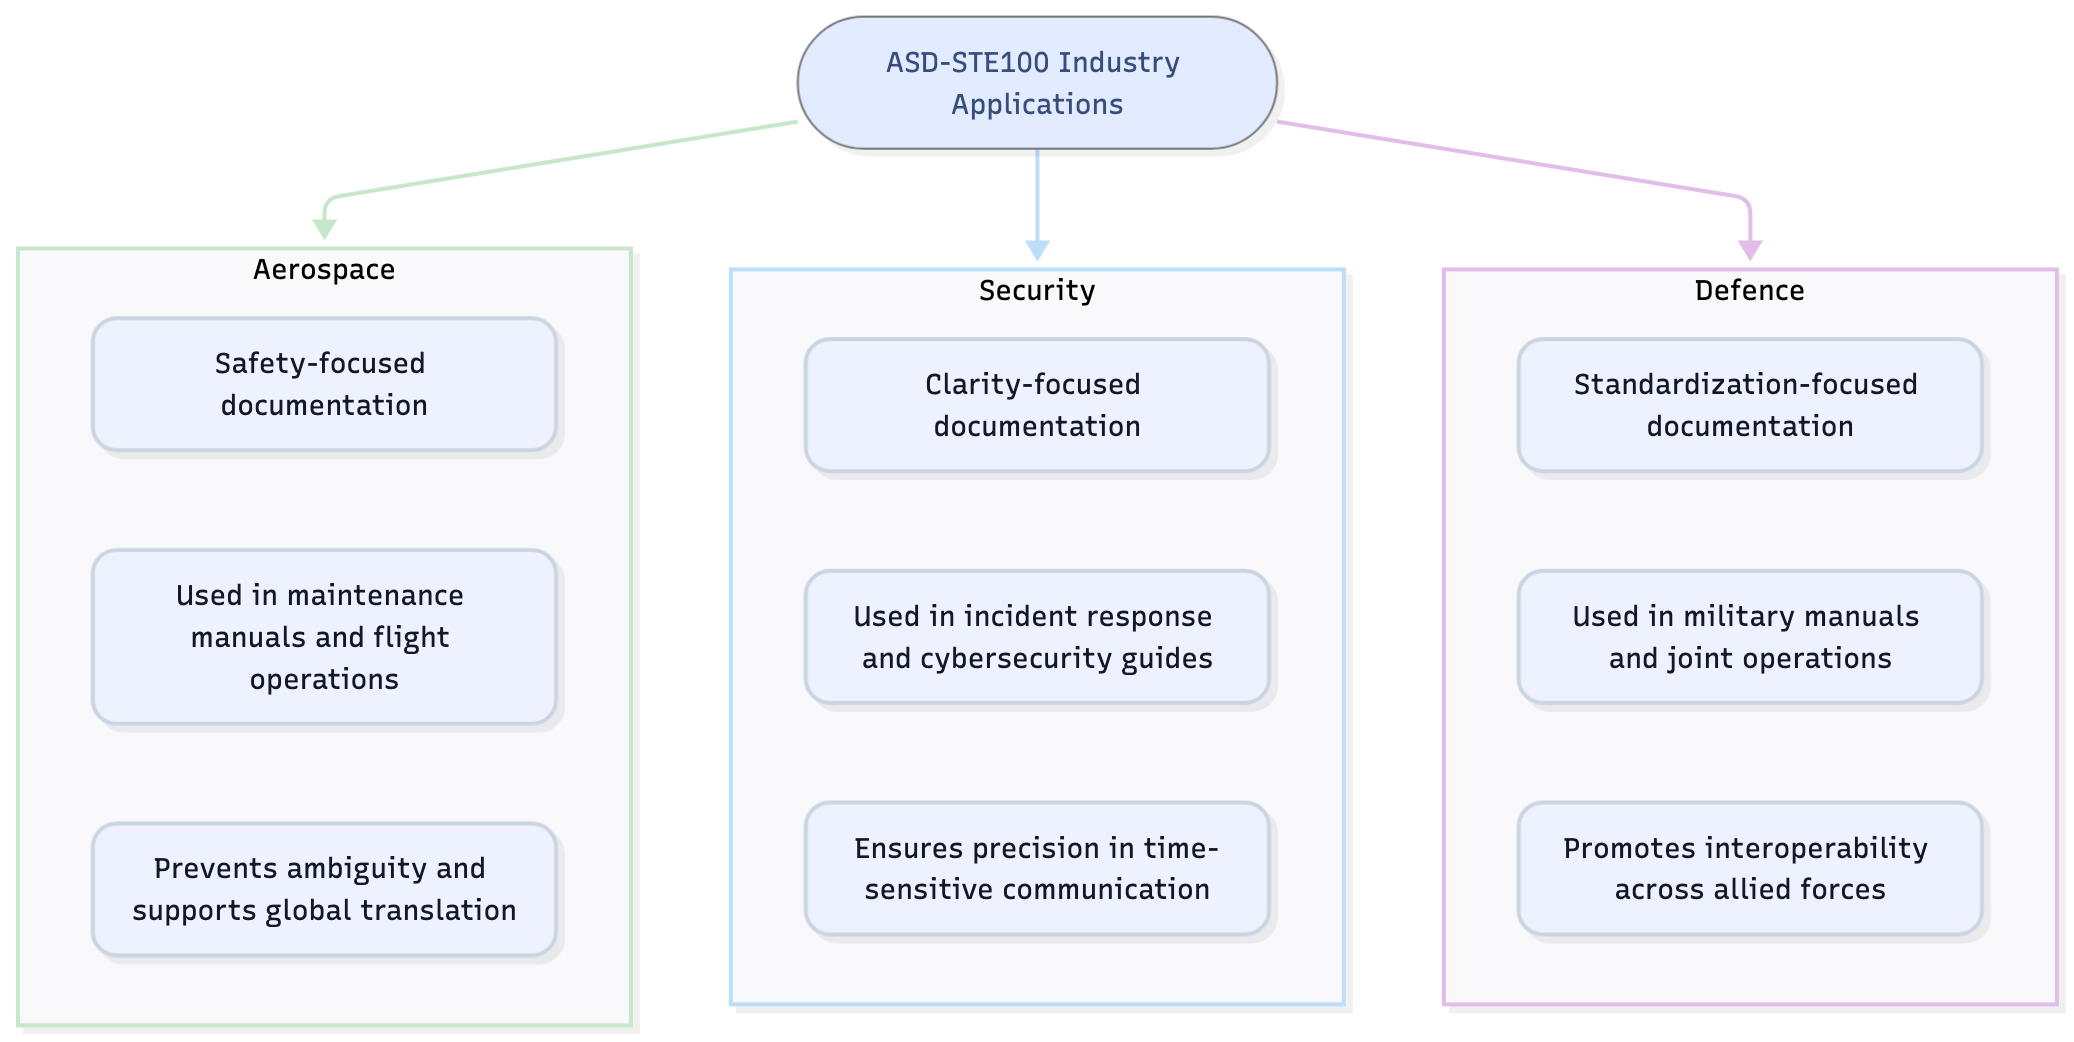 ASD-STE100 Industry
Applications
Aerospace
Safety-focused
documentation
Used in maintenance
manuals and flight
operations
Prevents ambiguity and
supports global translation
Security
Clarity-focused
documentation
Used in incident response
and cybersecurity guides
Ensures precision in time-
sensitive communication
Defence
Standardization-focused
documentation
Used in military manuals
and joint operations
Promotes interoperability
across allied forces